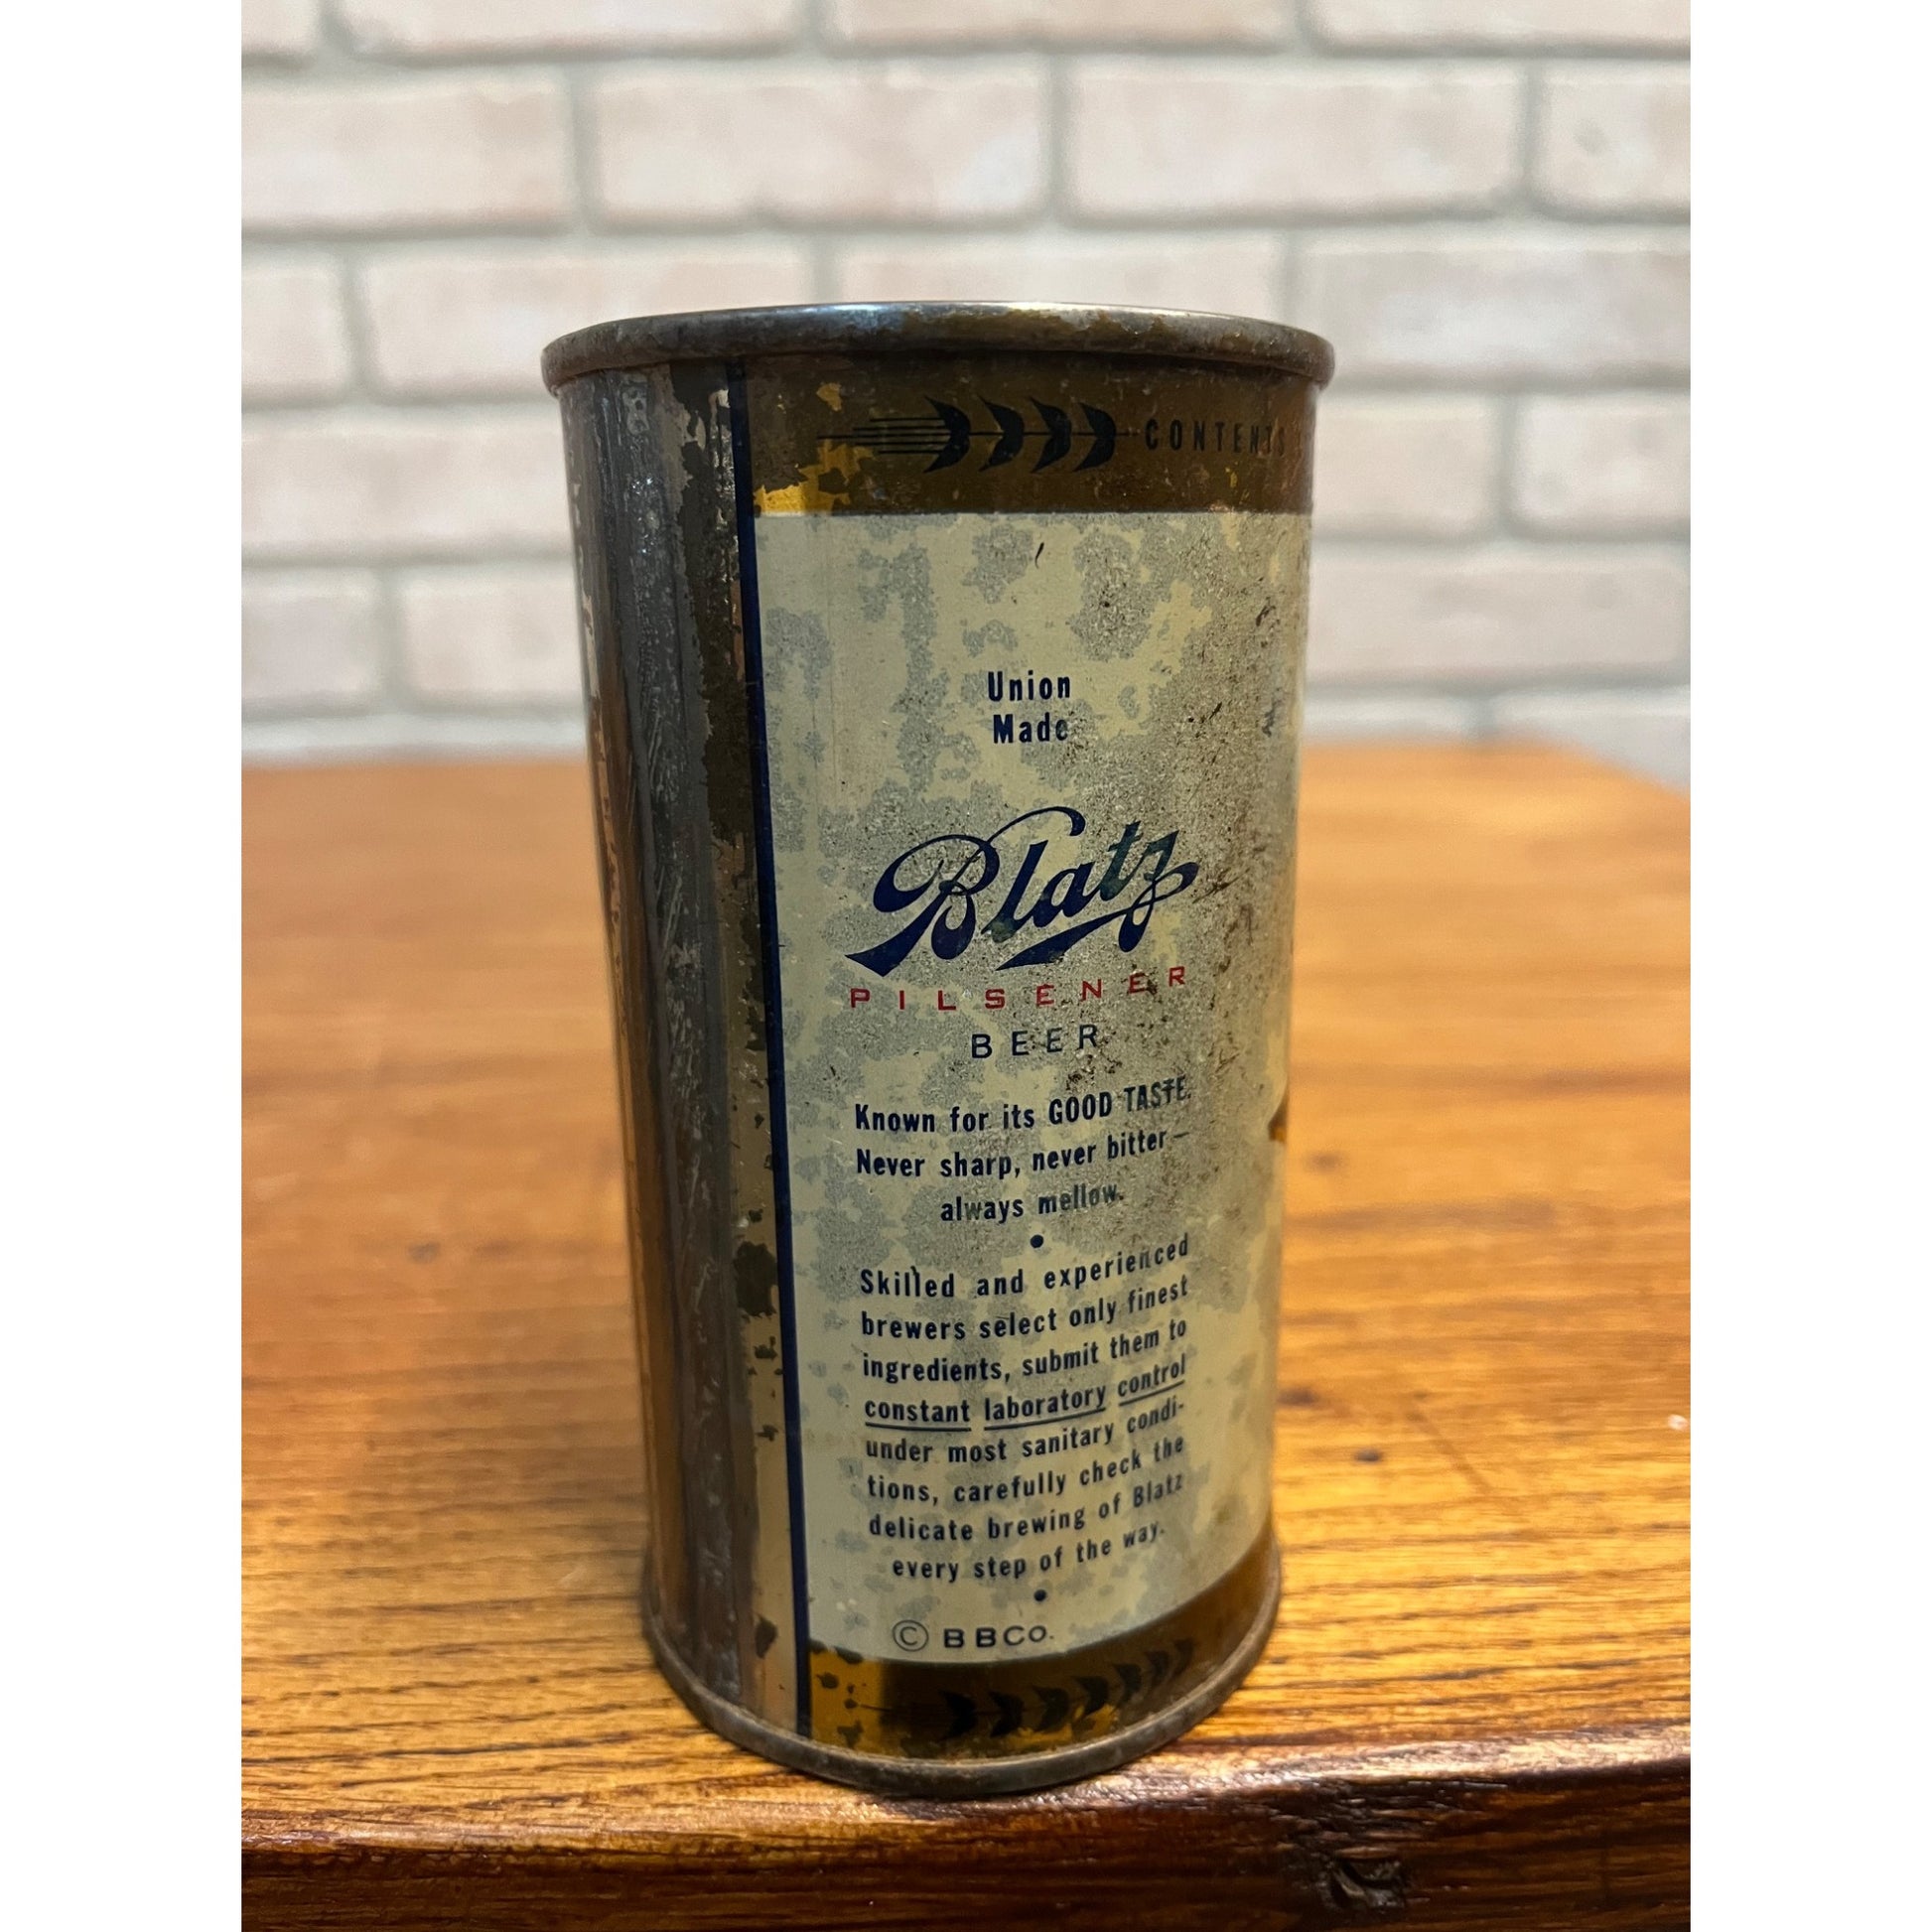 CONTENTS
Union
Made
Blatz
PILSENER
BEER
Known for its GOOD TASTE.
Never sharp, never bitter—
always mellow.
•
Skilled and experienced
brewers select only finest
ingredients, submit them to
constant laboratory control
under most sanitary condi-
tions, carefully check the
delicate brewing of Blatz
every step of the way.
•
© BBCo.